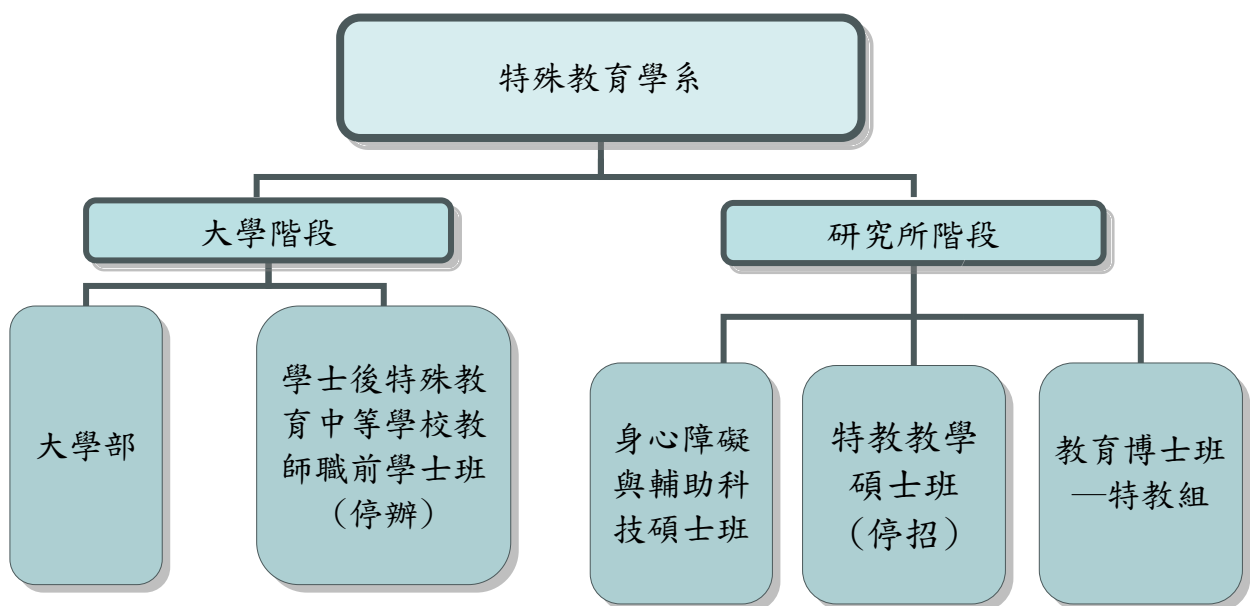 特殊教育學系
大學階段
研究所階段
大學部
學士後特殊教
育中等學校教
師職前學士班
（停辦）
身心障礙
與輔助科
技碩士班
特教教學
碩士班
（停招）
教育博士班
—特教組